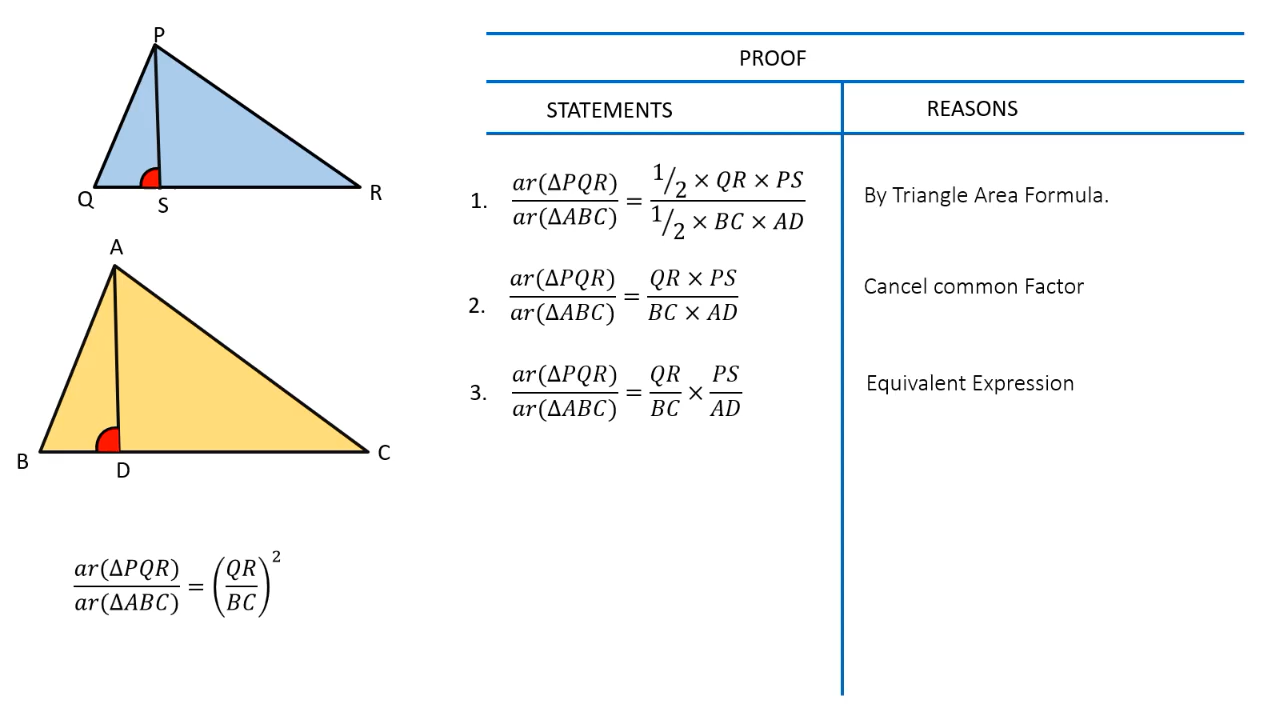 P
Q
S
R
A
B
D
C
ar(ΔPQR)/ar(ΔABC) = (QR/BC)²
PROOF
STATEMENTS REASONS
1. ar(ΔPQR)/ar(ΔABC) = (1/2 × QR × PS)/(1/2 × BC × AD) By Triangle Area Formula.
2. ar(ΔPQR)/ar(ΔABC) = (QR × PS)/(BC × AD) Cancel common Factor
3. ar(ΔPQR)/ar(ΔABC) = QR/BC × PS/AD Equivalent Expression